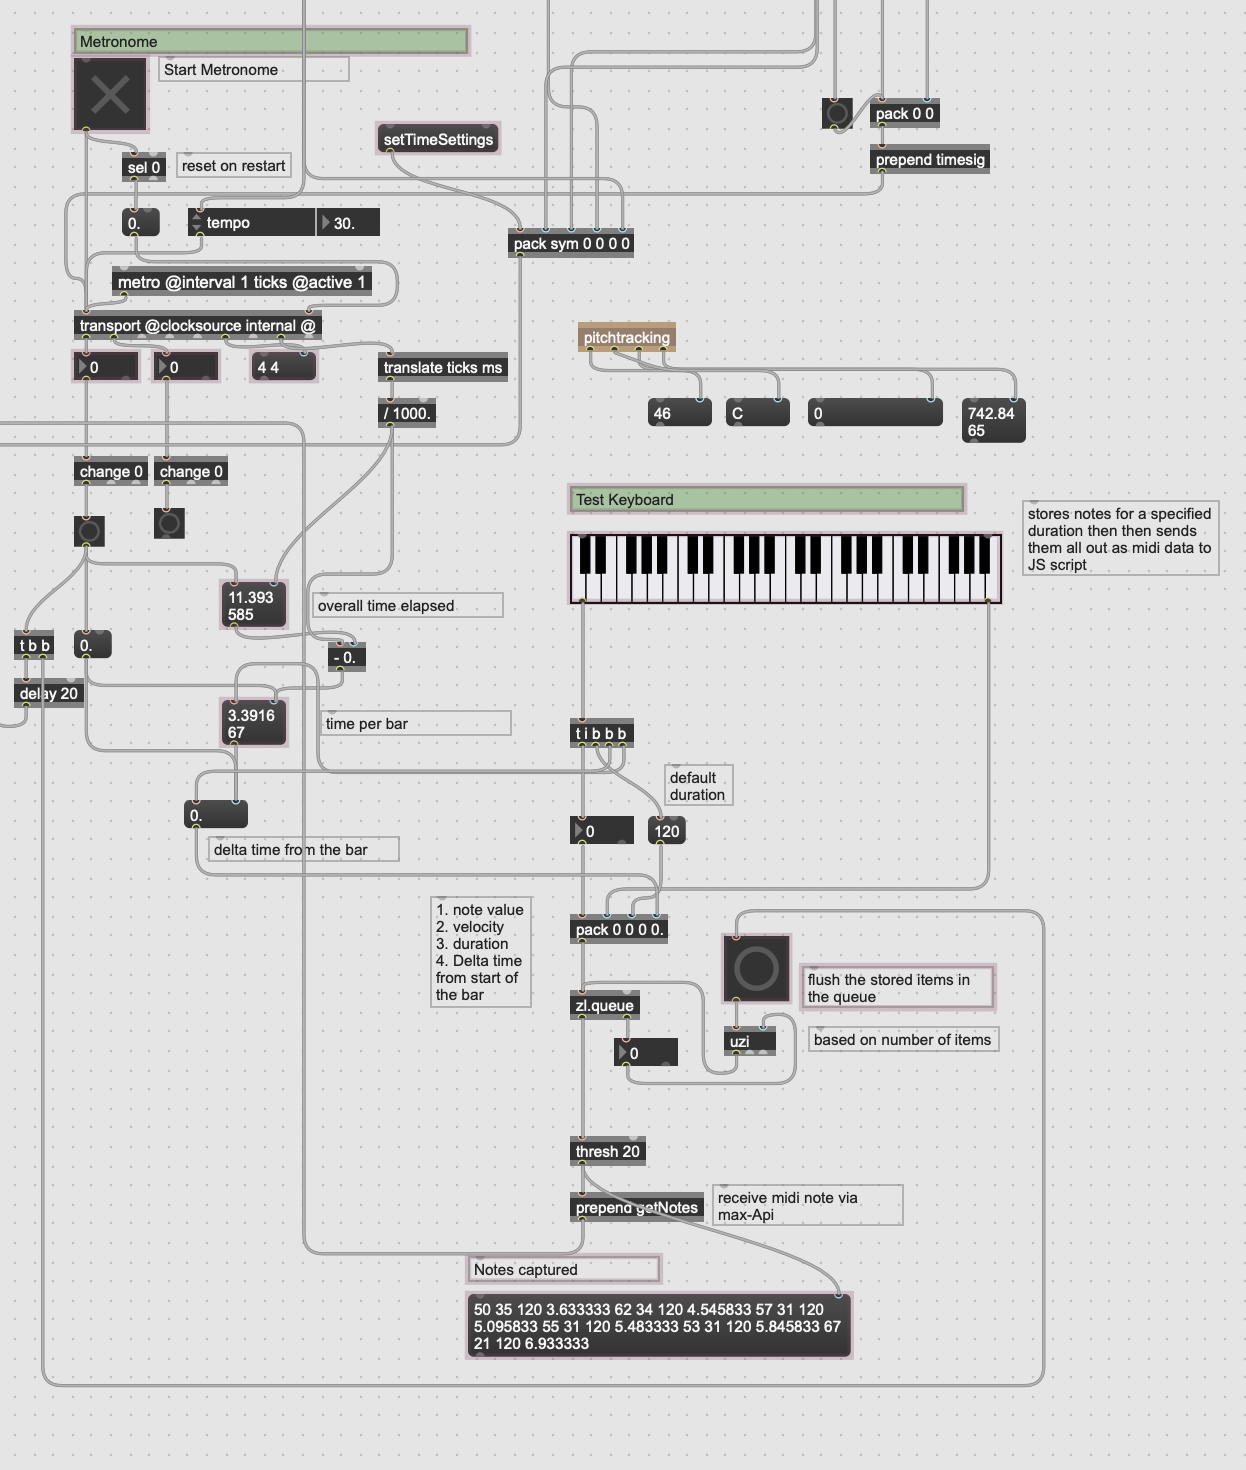 Metronome
Start Metronome
setTimeSettings
pack 0 0
sel 0
reset on restart
prepend timesig
0.
tempo
30.
pack sym 0 0 0 0
metro @interval 1 ticks @active 1
transport @clocksource internal @
pitchtracking
0
0
4 4
translate ticks ms
/ 1000.
46
C
0
742.84
65
change 0
change 0
Test Keyboard
stores notes for a specified
duration then then sends
them all out as midi data to
JS script
11.393
585
overall time elapsed
t b b
0.
- 0.
delay 20
3.3916
67
time per bar
t i b b b
default
duration
0.
0
120
delta time from the bar
1. note value
2. velocity
3. duration
4. Delta time
from start of
the bar
pack 0 0 0 0.
flush the stored items in
the queue
zl.queue
uzi
based on number of items
0
thresh 20
prepend getNotes
receive midi note via
max-Api
Notes captured
50 35 120 3.633333 62 34 120 4.545833 57 31 120
5.095833 55 31 120 5.483333 53 31 120 5.845833 67
21 120 6.933333